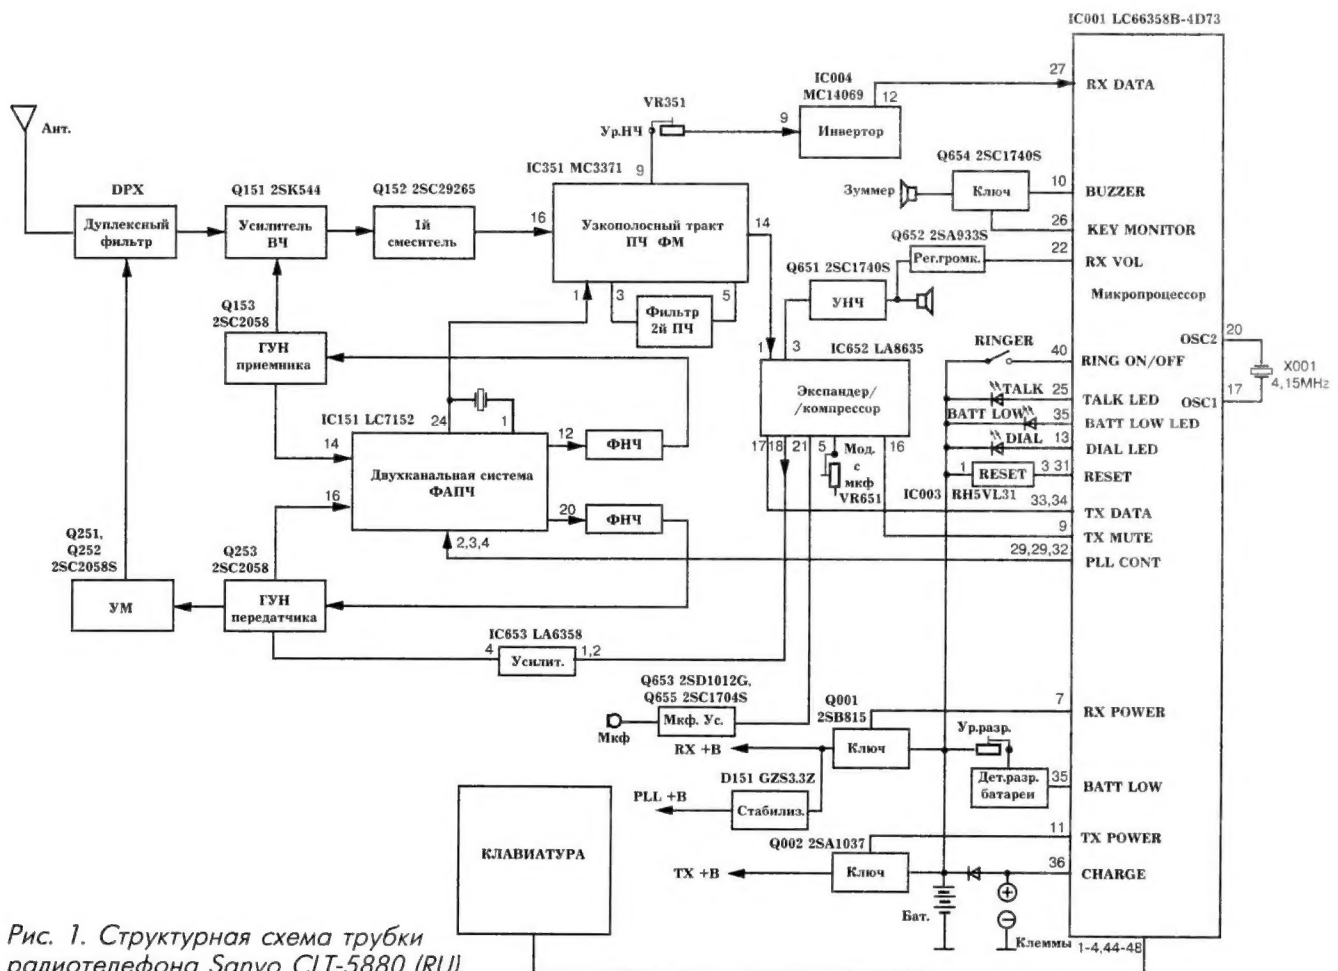 IC001 LC66358B-4D73
Ант.
DPX
Дуплексный
фильтр
Q151 2SK544
Усилитель
ВЧ
Q152 2SC29265
1й
смеситель
IC351 MC3371
Узкополосный тракт
ПЧ ФМ
16
9
14
1
3
5
Фильтр
2й ПЧ
VR351
Ур.НЧ
9
IC004
MC14069
12
Инвертор
27
RX DATA
Q654 2SC1740S
Зуммер
Ключ
10
BUZZER
26
KEY MONITOR
Q652 2SA933S
Рег.громк.
22
RX VOL
Q651 2SC1740S
УНЧ
Микропроцессор
Q153
2SC2058
ГУН
приемника
1
3
IC652 LA8635
Экспандер/
/компрессор
17
18
21
5
16
Мод.
с
мкф
VR651
RINGER
40
RING ON/OFF
TALK
25
TALK LED
BATT LOW
35
BATT LOW LED
DIAL
13
DIAL LED
1
RESET
3
31
RESET
IC003
RH5VL31
33,34
TX DATA
9
TX MUTE
29,29,32
PLL CONT
OSC2
20
X001
4,15MHz
17
OSC1
IC151 LC7152
24
1
14
12
ФНЧ
Двухканальная система
ФАПЧ
16
20
ФНЧ
2,3,4
Q251,
Q252
2SC2058S
УМ
Q253
2SC2058
ГУН
передатчика
IC653 LA6358
4
Усилит.
1,2
Q653 2SD1012G,
Q655 2SC1704S
Мкф
Мкф. Ус.
Q001
2SB815
Ключ
7
RX POWER
RX +B
Ур.разр.
Дет.разр.
батареи
35
BATT LOW
D151 GZS3.3Z
PLL +B
Стабилиз.
11
TX POWER
Q002 2SA1037
TX +B
Ключ
36
CHARGE
Бат.
Клеммы
1-4,44-48
КЛАВИАТУРА
Рис. 1. Структурная схема трубки
радиотелефона Sanyo CLT-5880 (RU)